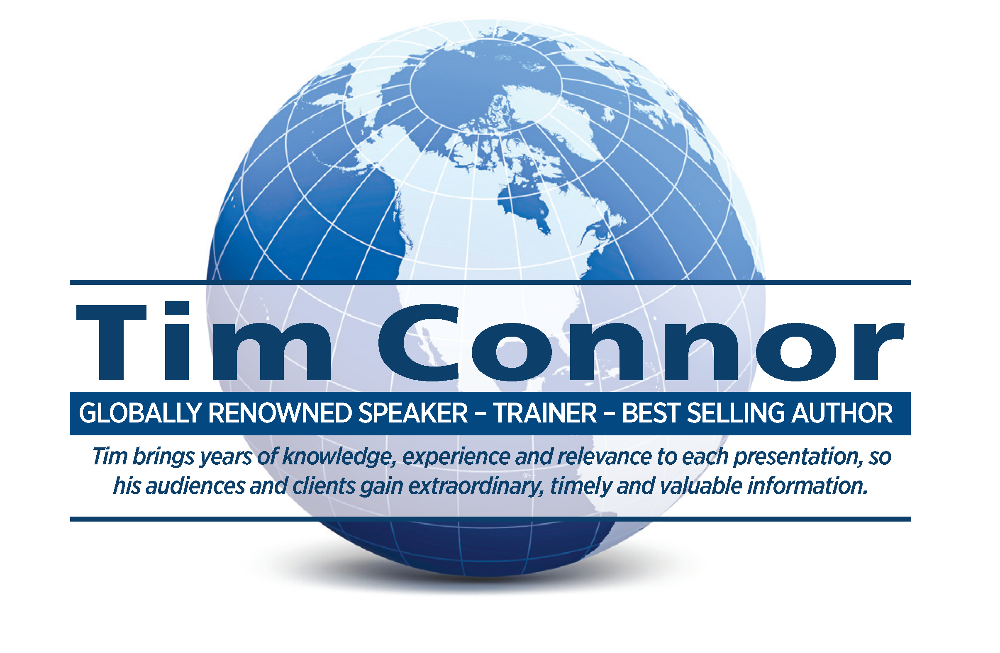 Tim Connor
GLOBALLY RENOWNED SPEAKER – TRAINER – BEST SELLING AUTHOR
Tim brings years of knowledge, experience and relevance to each presentation, so
his audiences and clients gain extraordinary, timely and valuable information.